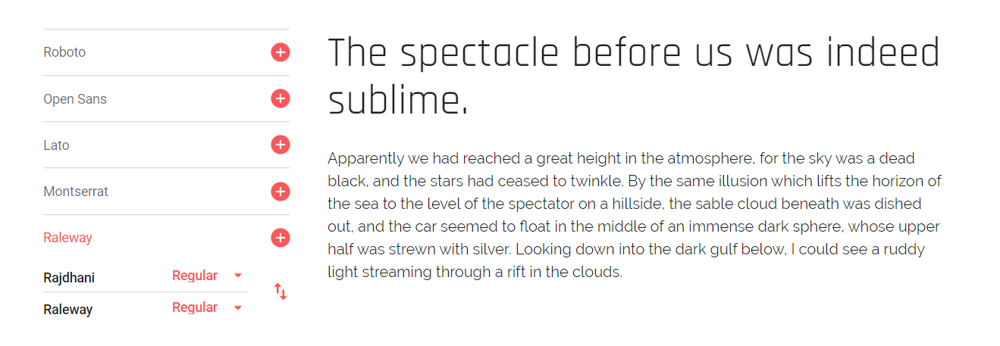 Roboto
Open Sans
Lato
Montserrat
Raleway
Rajdhani Regular
Raleway Regular
The spectacle before us was indeed
sublime.
Apparently we had reached a great height in the atmosphere, for the sky was a dead
black, and the stars had ceased to twinkle. By the same illusion which lifts the horizon of
the sea to the level of the spectator on a hillside, the sable cloud beneath was dished
out, and the car seemed to float in the middle of an immense dark sphere, whose upper
half was strewn with silver. Looking down into the dark gulf below, I could see a ruddy
light streaming through a rift in the clouds.